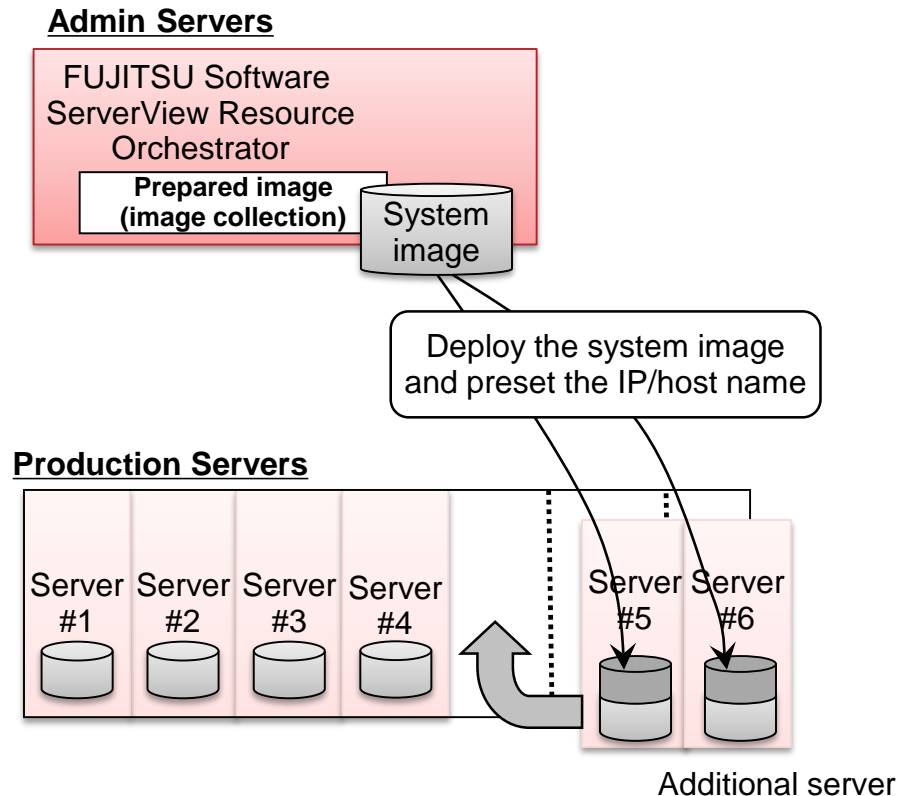 Admin Servers
FUJITSU Software
ServerView Resource
Orchestrator
Prepared image
(image collection)
System
image
Deploy the system image
and preset the IP/host name
Production Servers
Server
#1
Server
#2
Server
#3
Server
#4
Server
#5
Server
#6
Additional server